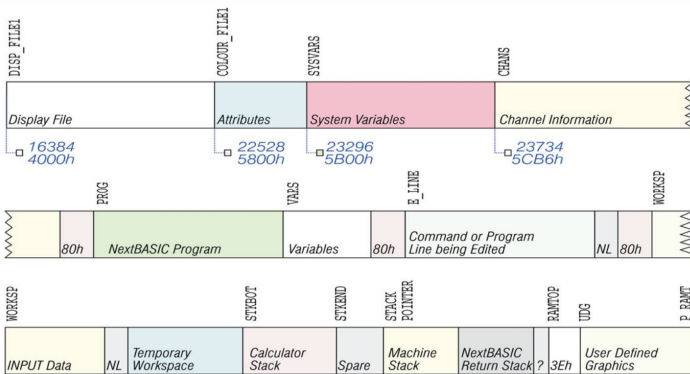 DISP_FILE1
COLOUR_FILE1
SYSVARS
CHANS
Display File
Attributes
System Variables
Channel Information
16384
4000h
22528
5800h
23296
5B00h
23734
5CB6h
PROG
VARS
E_LINE
WORKSP
80h
NextBASIC Program
Variables
80h
Command or Program
Line being Edited
NL
80h
WORKSP
STKBOT
STKEND
STACK
POINTER
RAMTOP
UDG
P_RAMT
INPUT Data
NL
Temporary
Workspace
Calculator
Stack
Spare
Machine
Stack
NextBASIC
Return Stack
?
3Eh
User Defined
Graphics